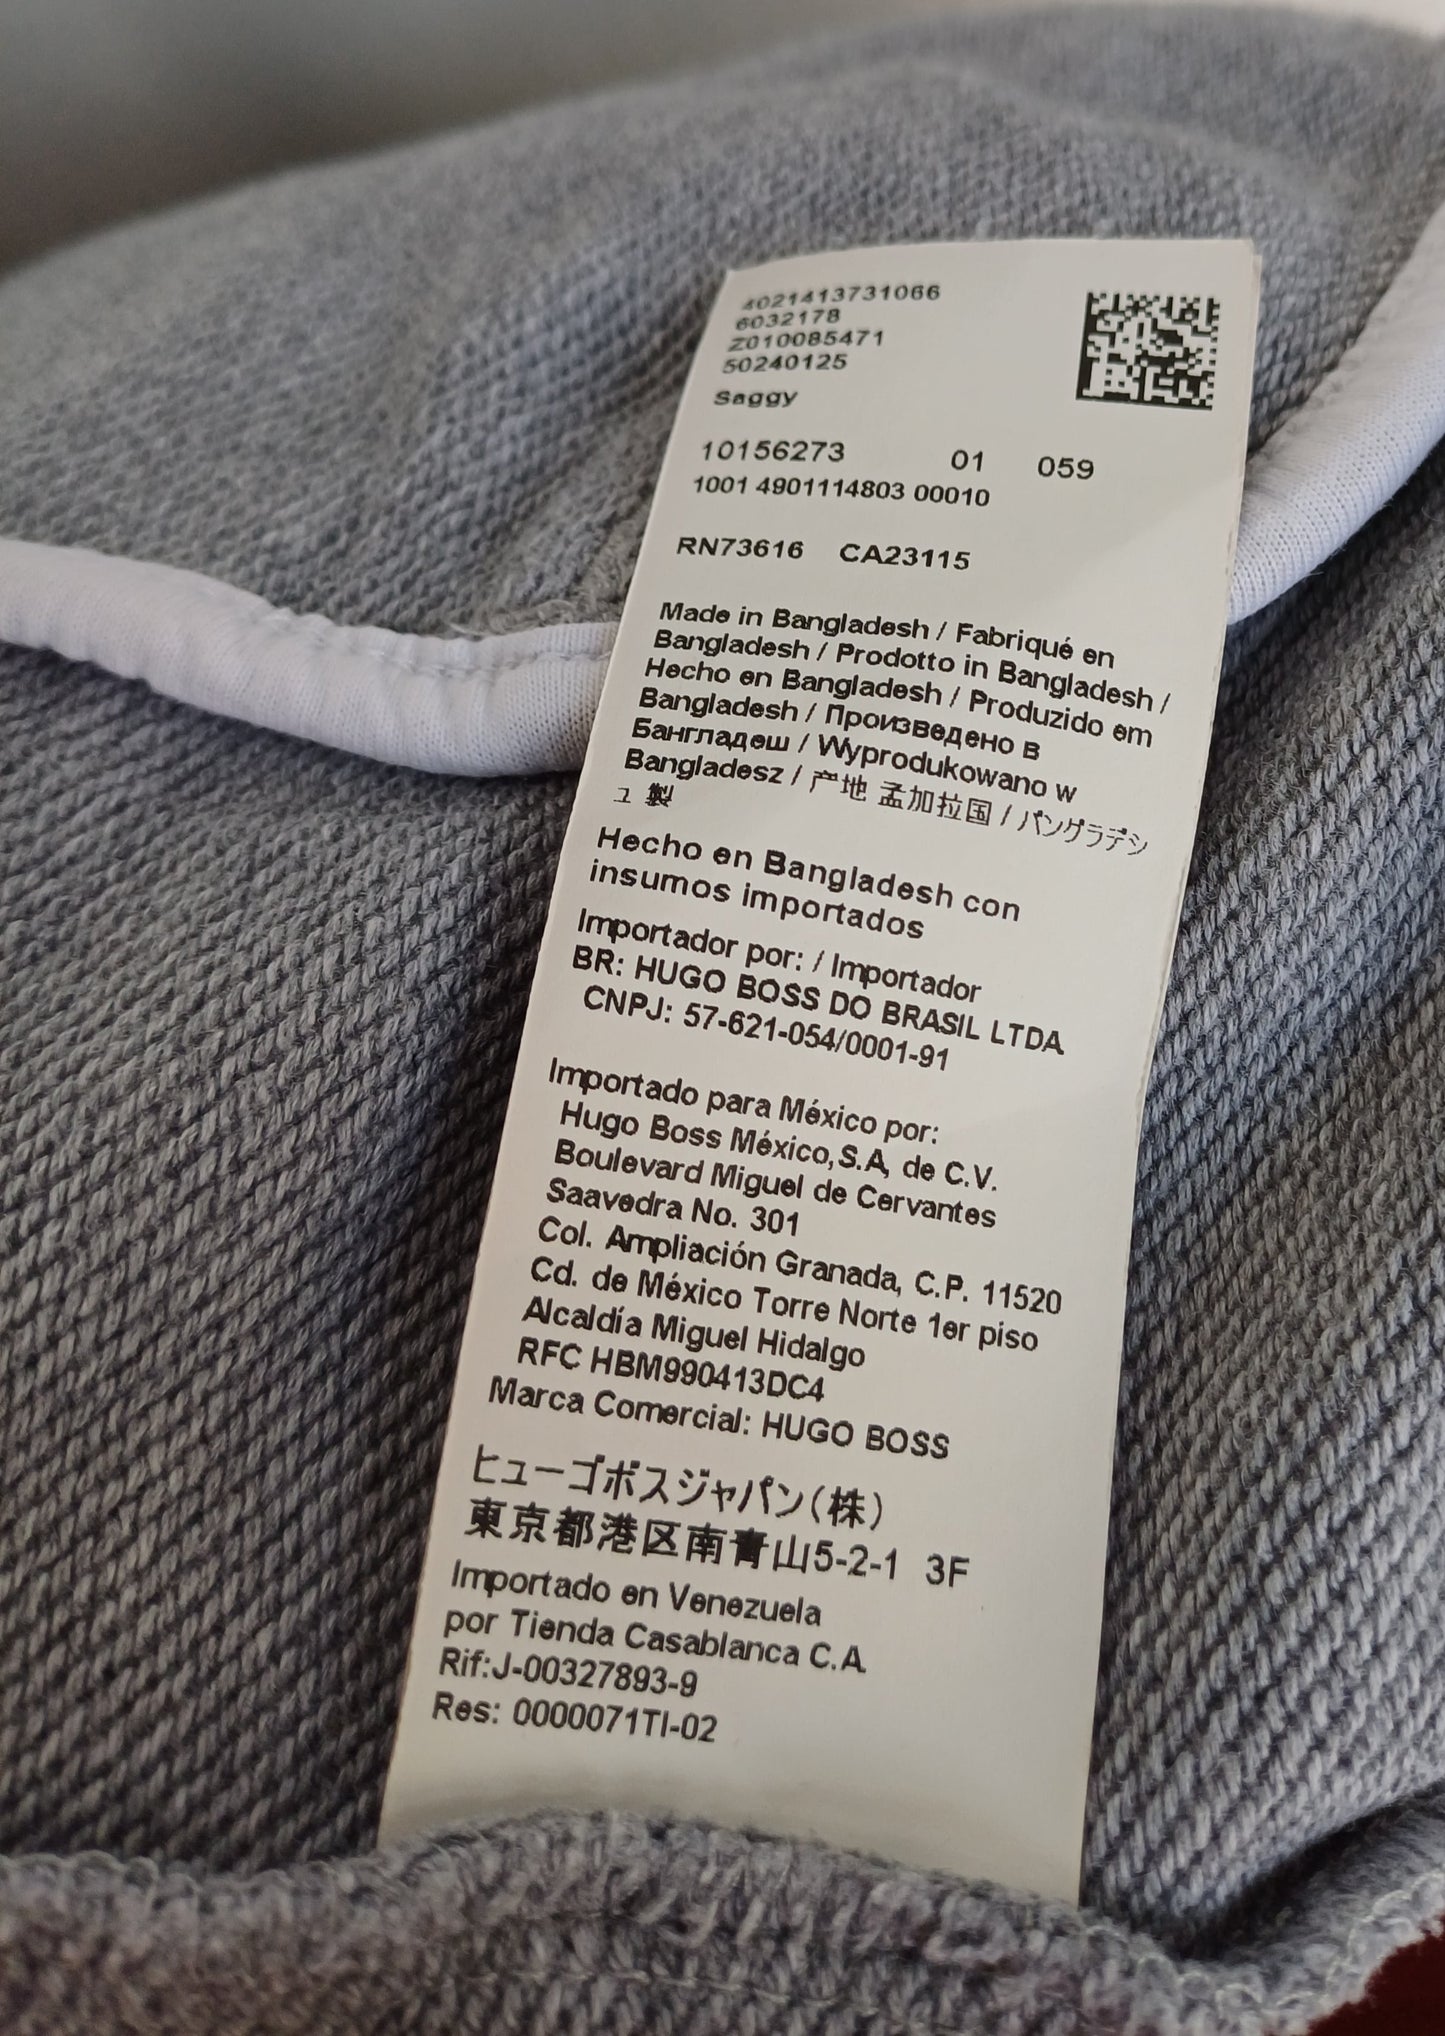 4021413731066
6032178
Z010085471
50240125
Saggy
10156273 01 059
1001 4901114803 00010
RN73616 CA23115
Made in Bangladesh / Fabriqué en
Bangladesh / Prodotto in Bangladesh /
Hecho en Bangladesh / Produzido em
Bangladesh / Произведено в
Бангладеш / Wyprodukowano w
Bangladesz / 产地 孟加拉国 / バングラデシ
ュ 製
Hecho en Bangladesh con
insumos importados
Importador por: / Importador
BR: HUGO BOSS DO BRASIL LTDA
CNPJ: 57-621-054/0001-91
Importado para México por:
Hugo Boss México, S.A, de C.V.
Boulevard Miguel de Cervantes
Saavedra No. 301
Col. Ampliación Granada, C.P. 11520
Cd. de México Torre Norte 1er piso
Alcaldía Miguel Hidalgo
RFC HBM990413DC4
Marca Comercial: HUGO BOSS
ヒューゴボスジャパン(株)
東京都港区南青山5-2-1 3F
Importado en Venezuela
por Tienda Casablanca C.A.
Rif:J-00327893-9
Res: 0000071TI-02